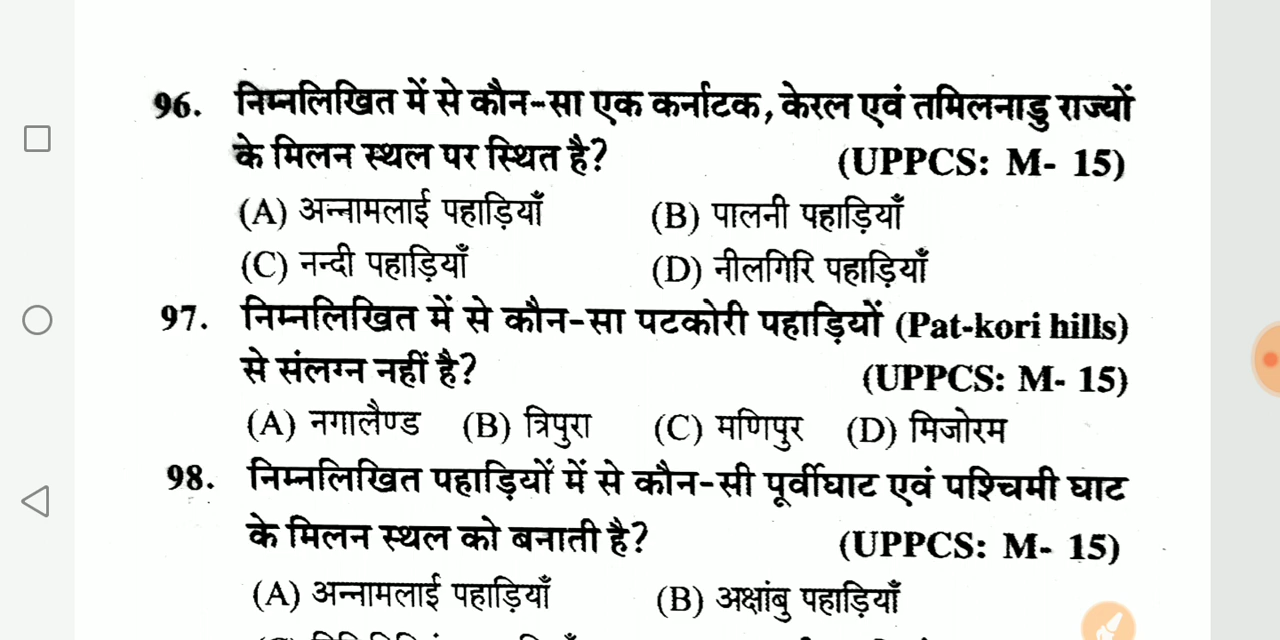 96. निम्नलिखित में से कौन-सा एक कर्नाटक, केरल एवं तमिलनाडु राज्यों
के मिलन स्थल पर स्थित है? (UPPCS: M- 15)
(A) अन्नामलाई पहाड़ियाँ (B) पालनी पहाड़ियाँ
(C) नन्दी पहाड़ियाँ (D) नीलगिरि पहाड़ियाँ
97. निम्नलिखित में से कौन-सा पटकोरी पहाड़ियों (Pat-kori hills)
से संलग्न नहीं है? (UPPCS: M- 15)
(A) नगालैण्ड (B) त्रिपुरा (C) मणिपुर (D) मिजोरम
98. निम्नलिखित पहाड़ियों में से कौन-सी पूर्वीघाट एवं पश्चिमी घाट
के मिलन स्थल को बनाती है? (UPPCS: M- 15)
(A) अन्नामलाई पहाड़ियाँ (B) अक्षांबु पहाड़ियाँ